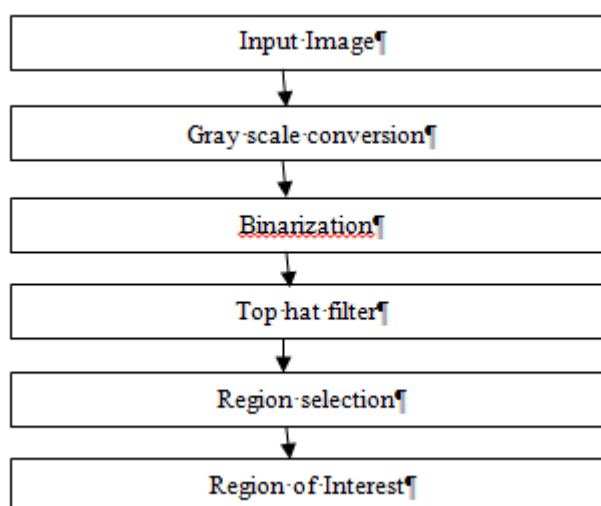 Input·Image¶
Gray·scale·conversion¶
Binarization¶
Top·hat·filter¶
Region·selection¶
Region·of·Interest¶